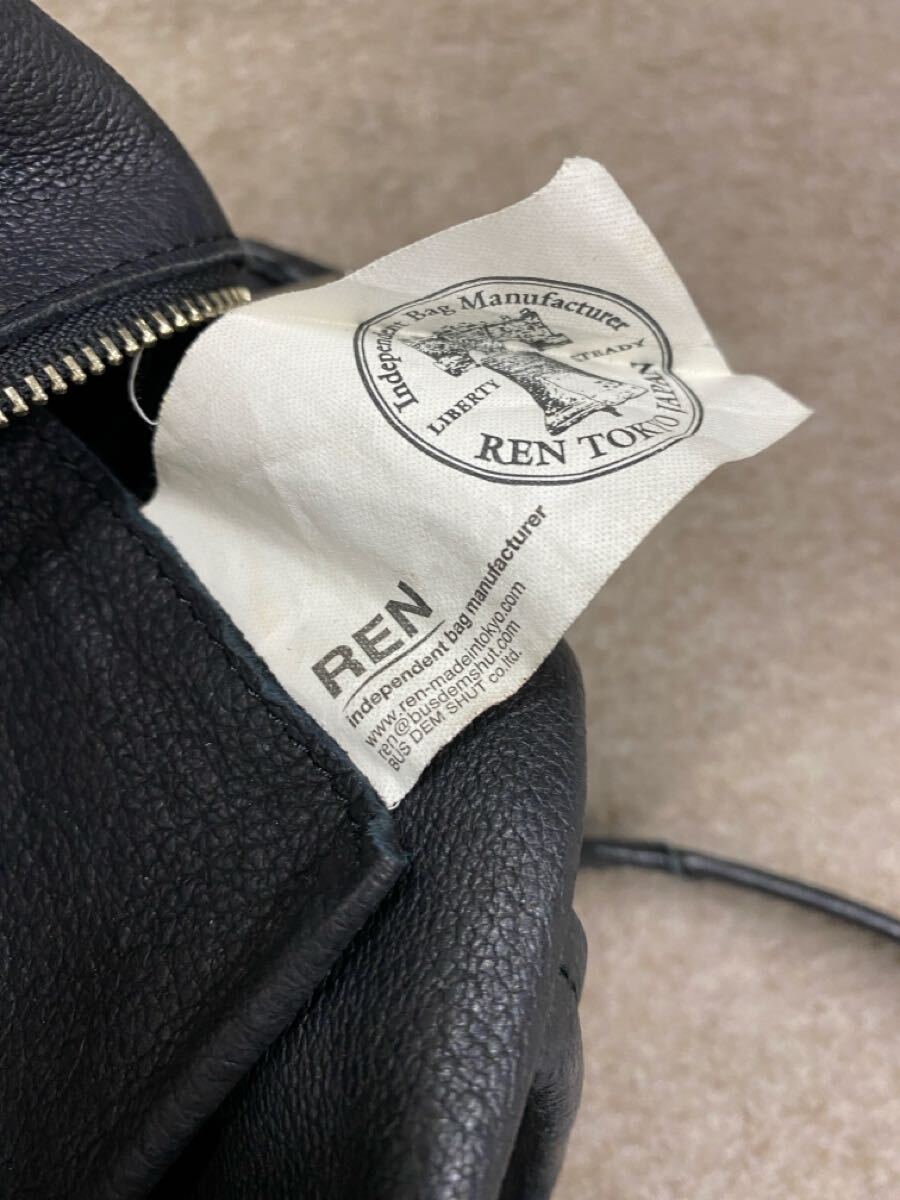 Independent Bag Manufacturer
LIBERTY STEADY
REN TOKYO JAPAN
REN
independent bag manufacturer
www.ren-madeintokyo.com
ren@busdemshut.com
BUS DEM SHUT co.ltd.